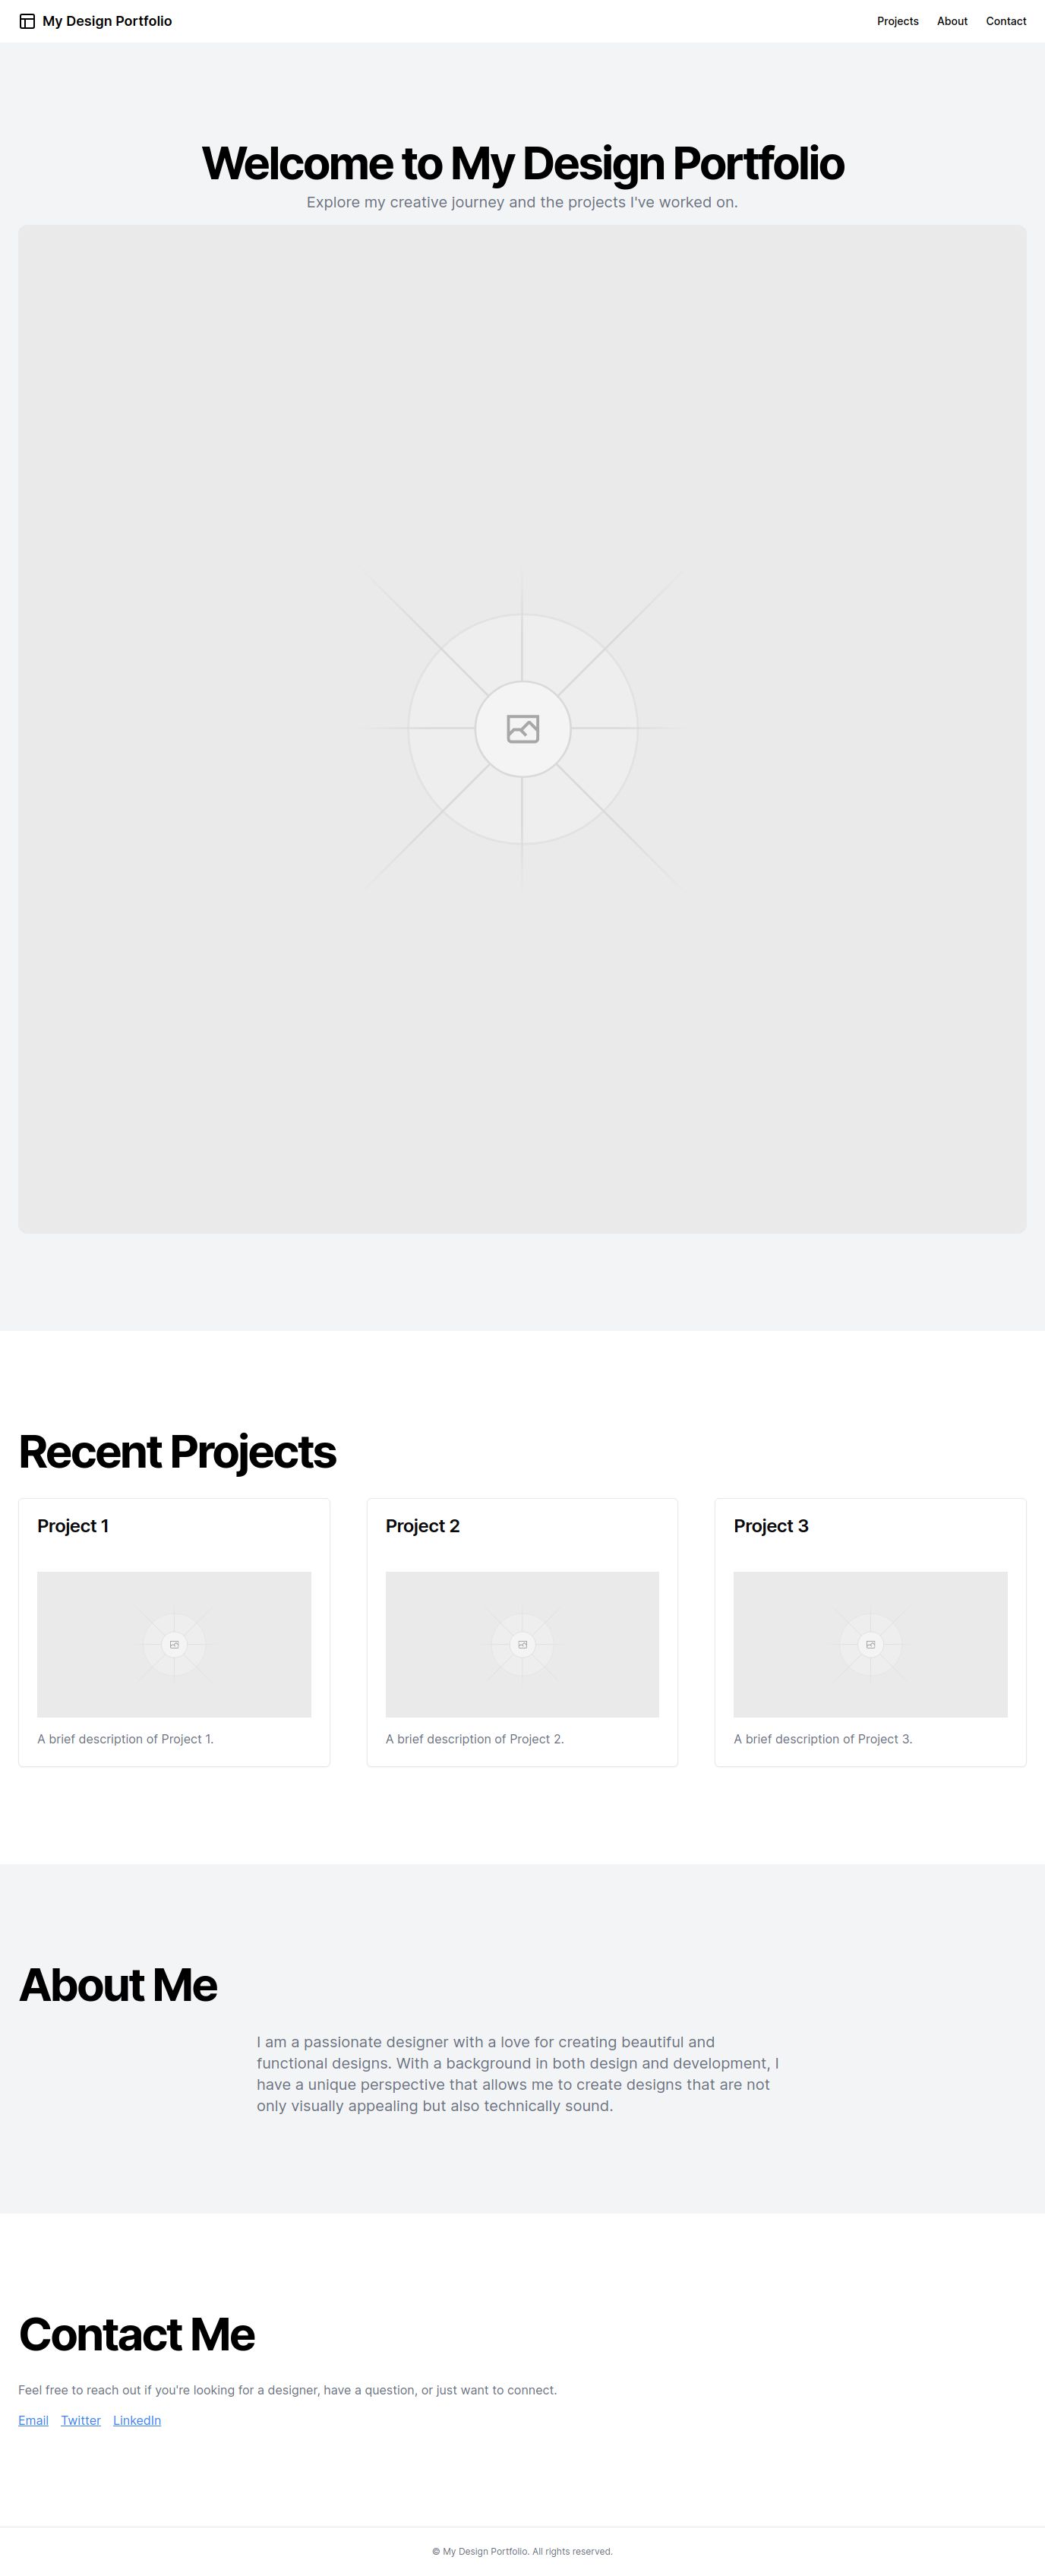 My Design Portfolio
Projects About Contact
Welcome to My Design Portfolio
Explore my creative journey and the projects I've worked on.
Recent Projects
Project 1
A brief description of Project 1.
Project 2
A brief description of Project 2.
Project 3
A brief description of Project 3.
About Me
I am a passionate designer with a love for creating beautiful and
functional designs. With a background in both design and development, I
have a unique perspective that allows me to create designs that are not
only visually appealing but also technically sound.
Contact Me
Feel free to reach out if you're looking for a designer, have a question, or just want to connect.
Email Twitter LinkedIn
© My Design Portfolio. All rights reserved.